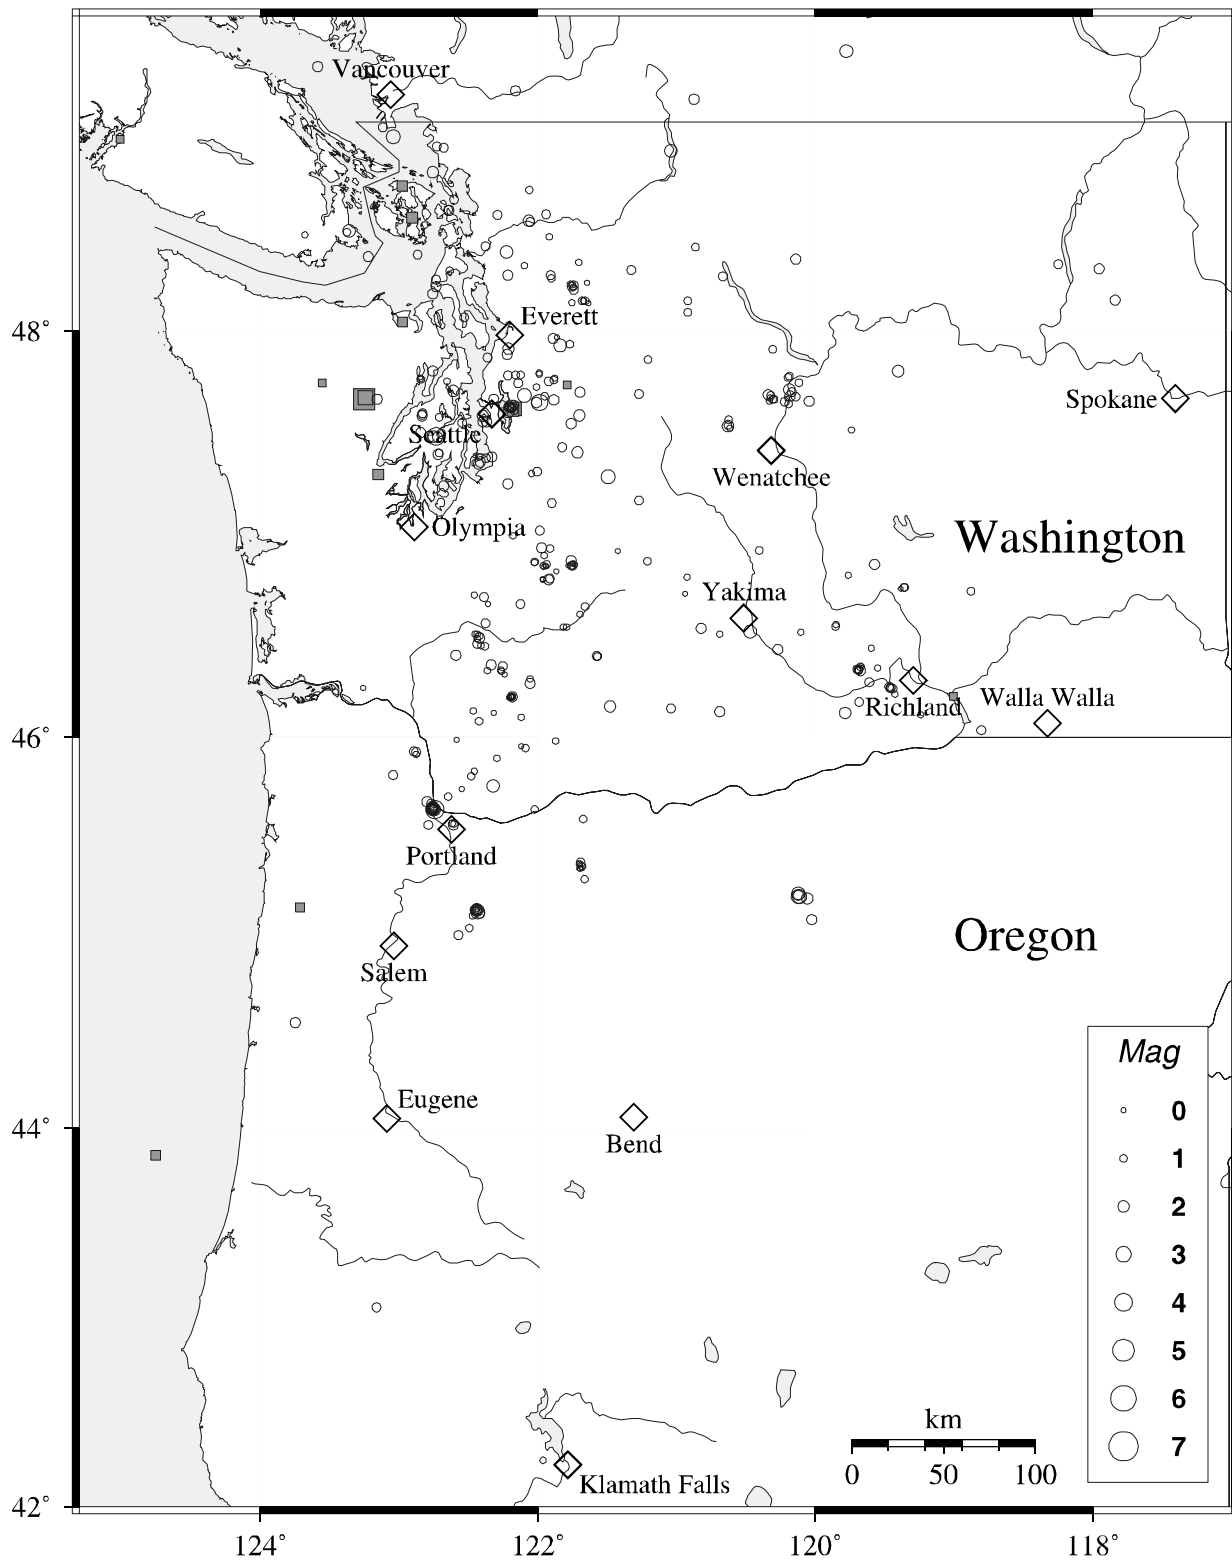 Vancouver
Everett
48°
Spokane
Seattle
Wenatchee
Olympia
Washington
Yakima
Walla Walla
Richland
46°
Portland
Oregon
Salem
Mag
Eugene
0
44°
Bend
1
2
3
4
5
6
7
km
0 50 100
Klamath Falls
42°
124° 122° 120° 118°